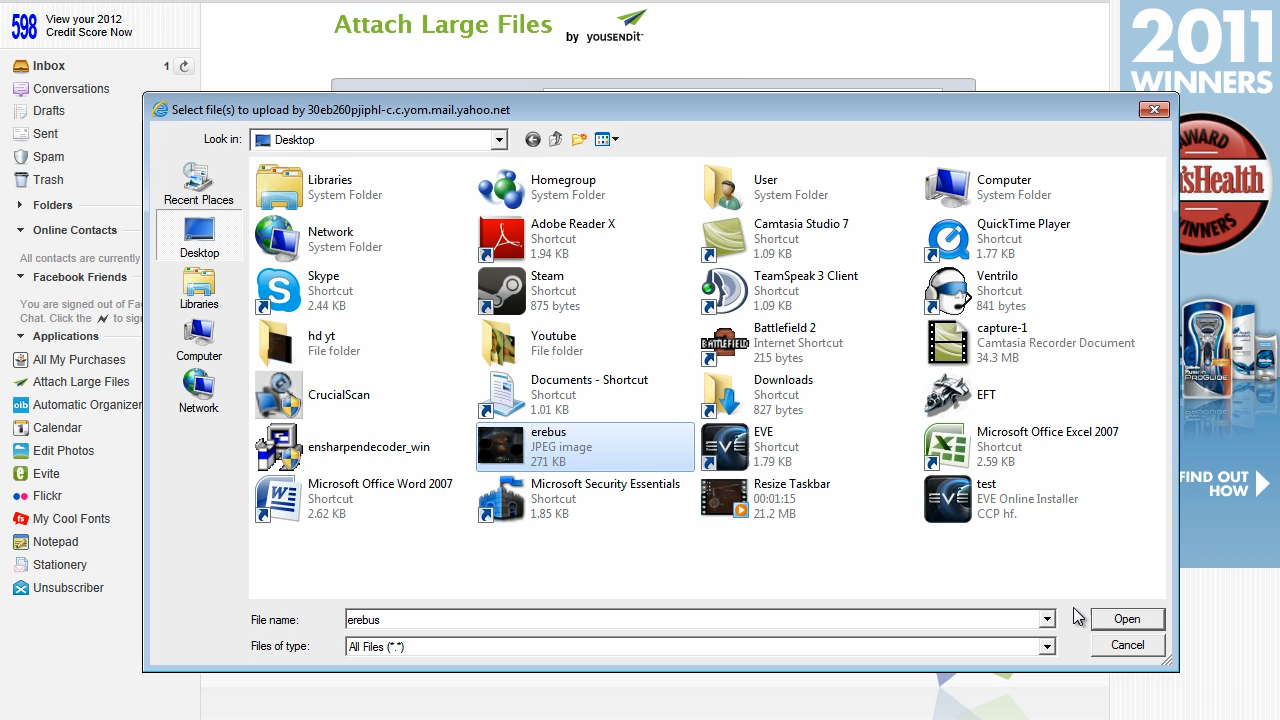 598
View your 2012
Credit Score Now
Inbox
1
Conversations
Drafts
Sent
Spam
Trash
Folders
Online Contacts
All contacts are currently
Facebook Friends
You are signed out of Fa
Chat. Click the to sig
Applications
All My Purchases
Attach Large Files
oib Automatic Organizer
Calendar
Edit Photos
Evite
Flickr
fs My Cool Fonts
Notepad
Stationery
Unsubscriber
Attach Large Files by YOUSENDIT
Select file(s) to upload by 30eb260pjiphl-c.c.yom.mail.yahoo.net
Look in: Desktop
Recent Places
Desktop
Libraries
Computer
Network
Libraries
System Folder
Homegroup
System Folder
User
System Folder
Computer
System Folder
Network
System Folder
Adobe Reader X
Shortcut
1.94 KB
Camtasia Studio 7
Shortcut
1.09 KB
QuickTime Player
Shortcut
1.77 KB
Skype
Shortcut
2.44 KB
Steam
Shortcut
875 bytes
TeamSpeak 3 Client
Shortcut
1.09 KB
Ventrilo
Shortcut
841 bytes
hd yt
File folder
Youtube
File folder
BATTLEFIELD
Battlefield 2
Internet Shortcut
215 bytes
capture-1
Camtasia Recorder Document
34.3 MB
CrucialScan
Documents - Shortcut
Shortcut
1.01 KB
Downloads
Shortcut
827 bytes
EFT
ensharpendecoder_win
erebus
JPEG image
271 KB
EVE
EVE
Shortcut
1.79 KB
Microsoft Office Excel 2007
Shortcut
2.59 KB
Microsoft Office Word 2007
Shortcut
2.62 KB
Microsoft Security Essentials
Shortcut
1.85 KB
Resize Taskbar
00:01:15
21.2 MB
EVE
test
EVE Online Installer
CCP hf.
File name: erebus
Open
Files of type: All Files (*.*)
Cancel
2011
WINNERS
AWARD
'sHealth
WINNERS
FIND OUT
HOW